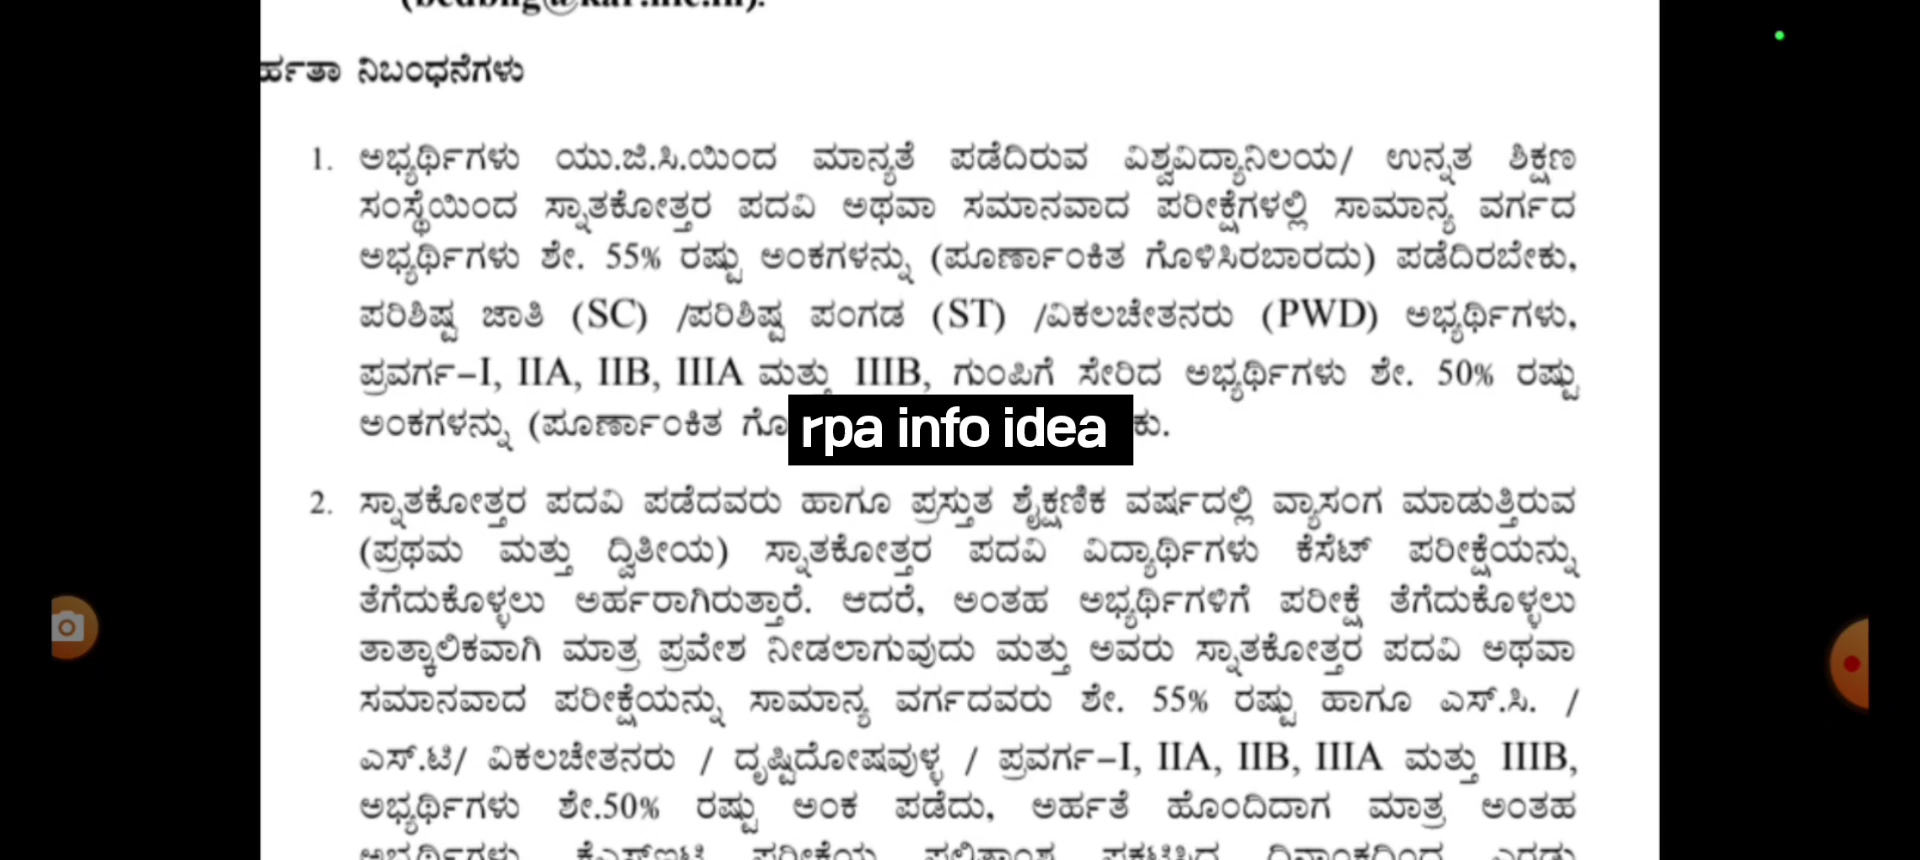 ರ್ಹತಾ ನಿಬಂಧನೆಗಳು
1. ಅಭ್ಯರ್ಥಿಗಳು ಯು.ಜಿ.ಸಿ.ಯಿಂದ ಮಾನ್ಯತೆ ಪಡೆದಿರುವ ವಿಶ್ವವಿದ್ಯಾನಿಲಯ/ ಉನ್ನತ ಶಿಕ್ಷಣ
ಸಂಸ್ಥೆಯಿಂದ ಸ್ನಾತಕೋತ್ತರ ಪದವಿ ಅಥವಾ ಸಮಾನವಾದ ಪರೀಕ್ಷೆಗಳಲ್ಲಿ ಸಾಮಾನ್ಯ ವರ್ಗದ
ಅಭ್ಯರ್ಥಿಗಳು ಶೇ. 55% ರಷ್ಟು ಅಂಕಗಳನ್ನು (ಪೂರ್ಣಾಂಕಿತ ಗೊಳಿಸಿರಬಾರದು) ಪಡೆದಿರಬೇಕು,
ಪರಿಶಿಷ್ಟ ಜಾತಿ (SC) /ಪರಿಶಿಷ್ಟ ಪಂಗಡ (ST) /ವಿಕಲಚೇತನರು (PWD) ಅಭ್ಯರ್ಥಿಗಳು,
ಪ್ರವರ್ಗ-I, IIA, IIB, IIIA ಮತ್ತು IIIB, ಗುಂಪಿಗೆ ಸೇರಿದ ಅಭ್ಯರ್ಥಿಗಳು ಶೇ. 50% ರಷ್ಟು
ಅಂಕಗಳನ್ನು (ಪೂರ್ಣಾಂಕಿತ ಗೊ rpa info idea ಕು.
2. ಸ್ನಾತಕೋತ್ತರ ಪದವಿ ಪಡೆದವರು ಹಾಗೂ ಪ್ರಸ್ತುತ ಶೈಕ್ಷಣಿಕ ವರ್ಷದಲ್ಲಿ ವ್ಯಾಸಂಗ ಮಾಡುತ್ತಿರುವ
(ಪ್ರಥಮ ಮತ್ತು ದ್ವಿತೀಯ) ಸ್ನಾತಕೋತ್ತರ ಪದವಿ ವಿದ್ಯಾರ್ಥಿಗಳು ಕೆಸೆಟ್ ಪರೀಕ್ಷೆಯನ್ನು
ತೆಗೆದುಕೊಳ್ಳಲು ಅರ್ಹರಾಗಿರುತ್ತಾರೆ. ಆದರೆ, ಅಂತಹ ಅಭ್ಯರ್ಥಿಗಳಿಗೆ ಪರೀಕ್ಷೆ ತೆಗೆದುಕೊಳ್ಳಲು
ತಾತ್ಕಾಲಿಕವಾಗಿ ಮಾತ್ರ ಪ್ರವೇಶ ನೀಡಲಾಗುವುದು ಮತ್ತು ಅವರು ಸ್ನಾತಕೋತ್ತರ ಪದವಿ ಅಥವಾ
ಸಮಾನವಾದ ಪರೀಕ್ಷೆಯನ್ನು ಸಾಮಾನ್ಯ ವರ್ಗದವರು ಶೇ. 55% ರಷ್ಟು ಹಾಗೂ ಎಸ್.ಸಿ. /
ಎಸ್.ಟಿ/ ವಿಕಲಚೇತನರು / ದೃಷ್ಟಿದೋಷವುಳ್ಳ / ಪ್ರವರ್ಗ-I, IIA, IIB, IIIA ಮತ್ತು IIIB,
ಅಭ್ಯರ್ಥಿಗಳು ಶೇ.50% ರಷ್ಟು ಅಂಕ ಪಡೆದು, ಅರ್ಹತೆ ಹೊಂದಿದಾಗ ಮಾತ್ರ ಅಂತಹ